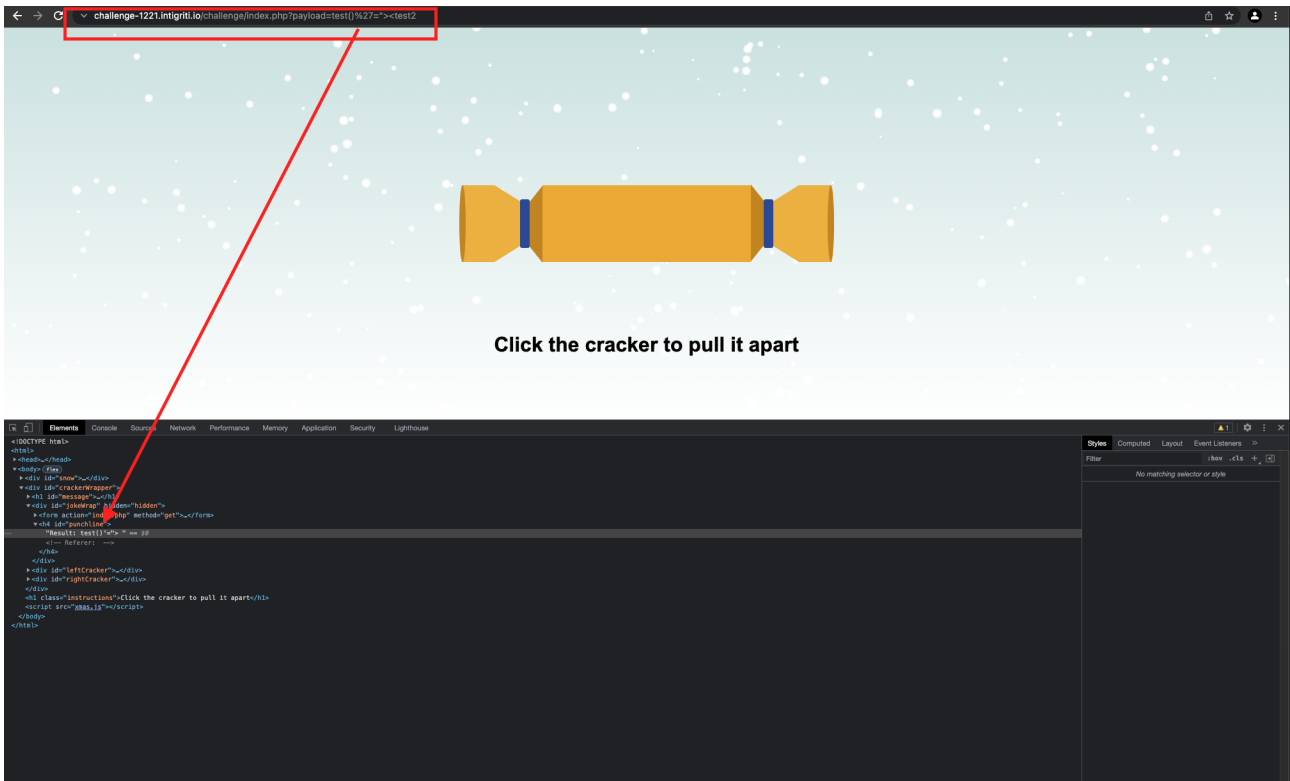 challenge-1221.intigriti.io/challenge/index.php?payload=test()%27="><test2
Click the cracker to pull it apart
Elements Console Sources Network Performance Memory Application Security Lighthouse
1
<!DOCTYPE html>
<html>
<head>…</head>
<body> flex
<div id="snow">…</div>
<div id="crackerWrapper">
<h1 id="message">…</h1>
<div id="jokeWrap" hidden="hidden">
<form action="index.php" method="get">…</form>
<h4 id="punchline">
"Result: test()'="> " == $0
<!-- Referer: -->
</h4>
</div>
<div id="leftCracker">…</div>
<div id="rightCracker">…</div>
</div>
<h1 class="instructions">Click the cracker to pull it apart</h1>
<script src="xmas.js"></script>
</body>
</html>
Styles Computed Layout Event Listeners »
Filter :hov .cls +
No matching selector or style